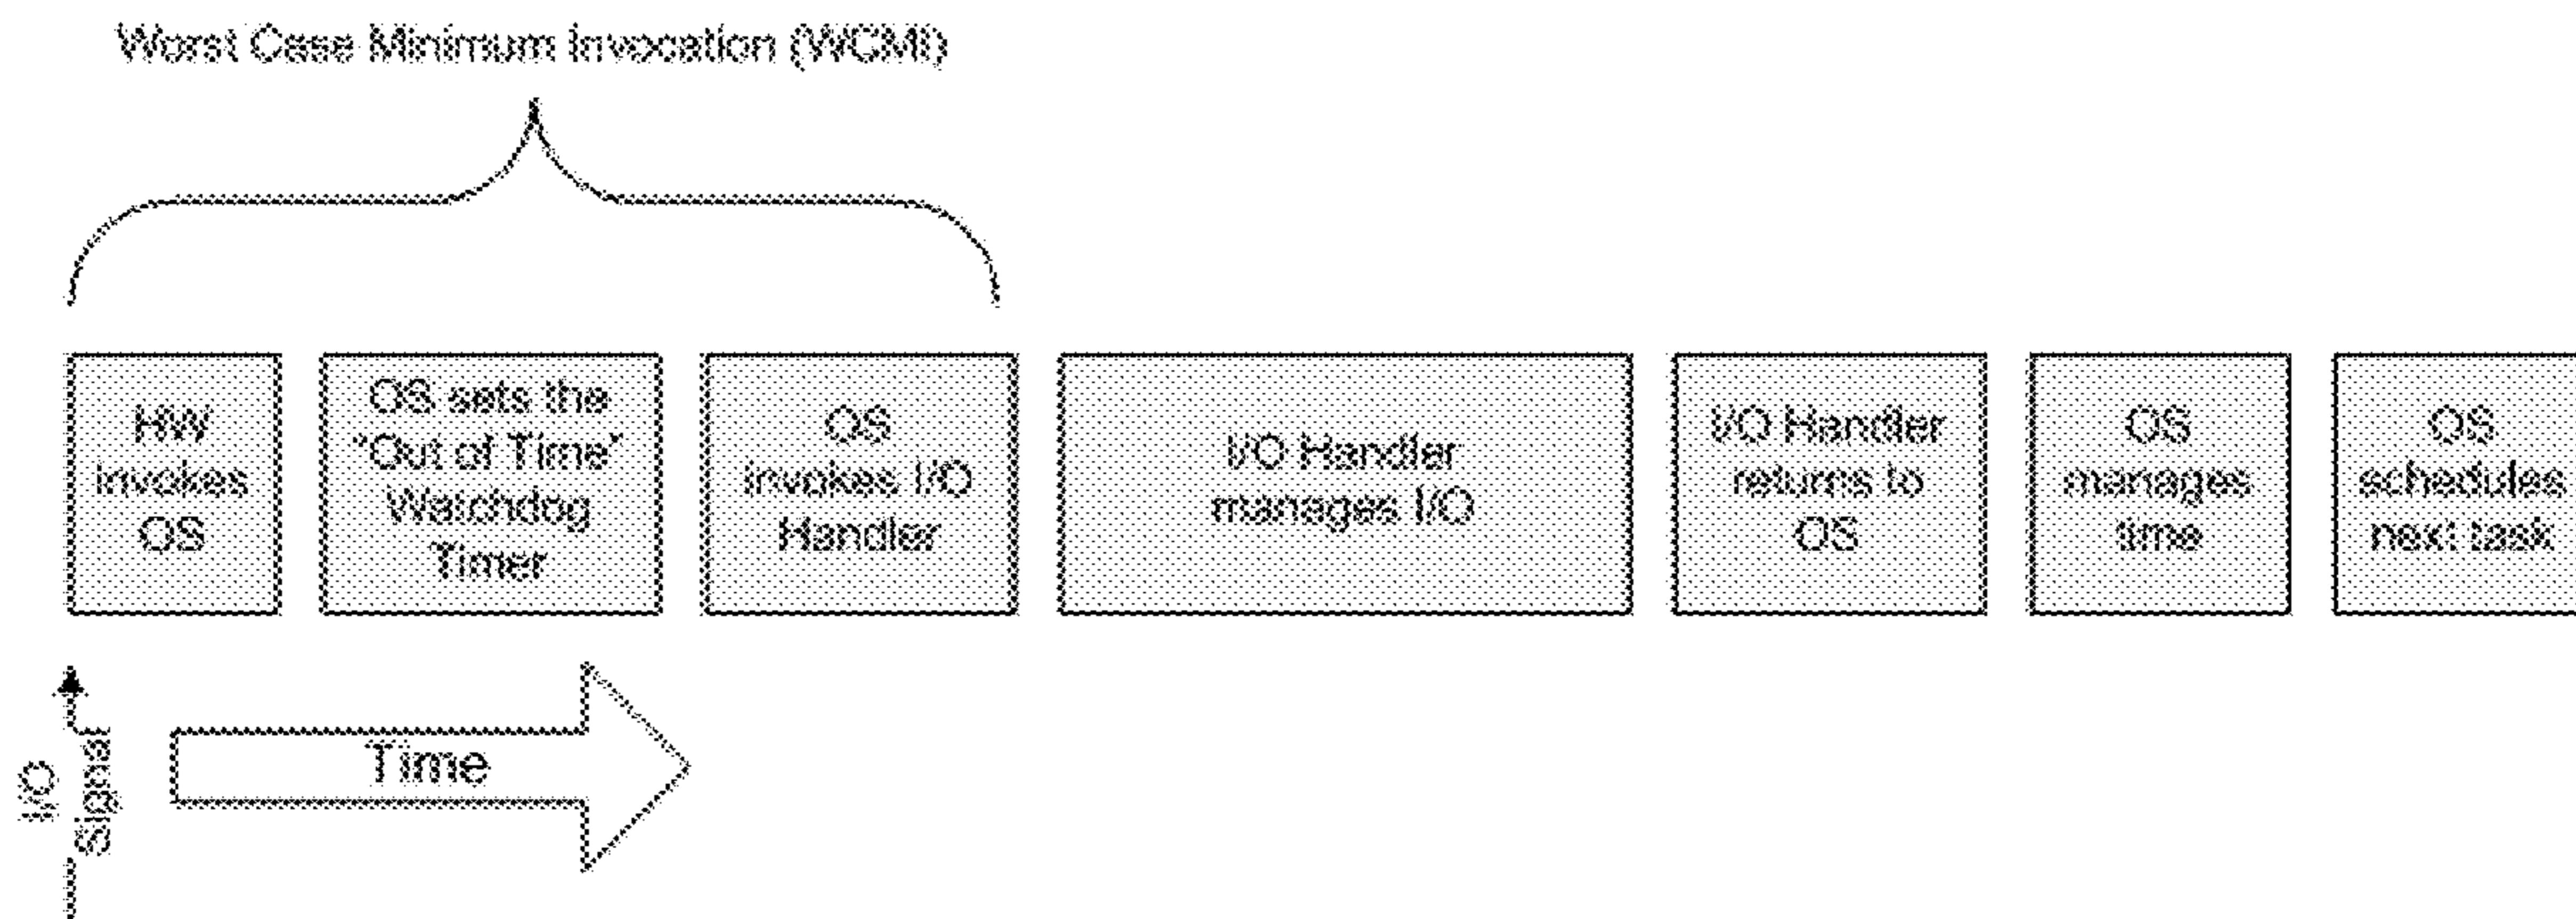 Worst Case Minimum Invocation (WCMI)
HW
invokes
OS
OS sets the
"Out of Time"
Watchdog
Timer
OS
invokes I/O
Handler
I/O Handler
manages I/O
I/O Handler
returns to
OS
OS
manages
time
OS
schedules
next task
I/O
Signal
Time